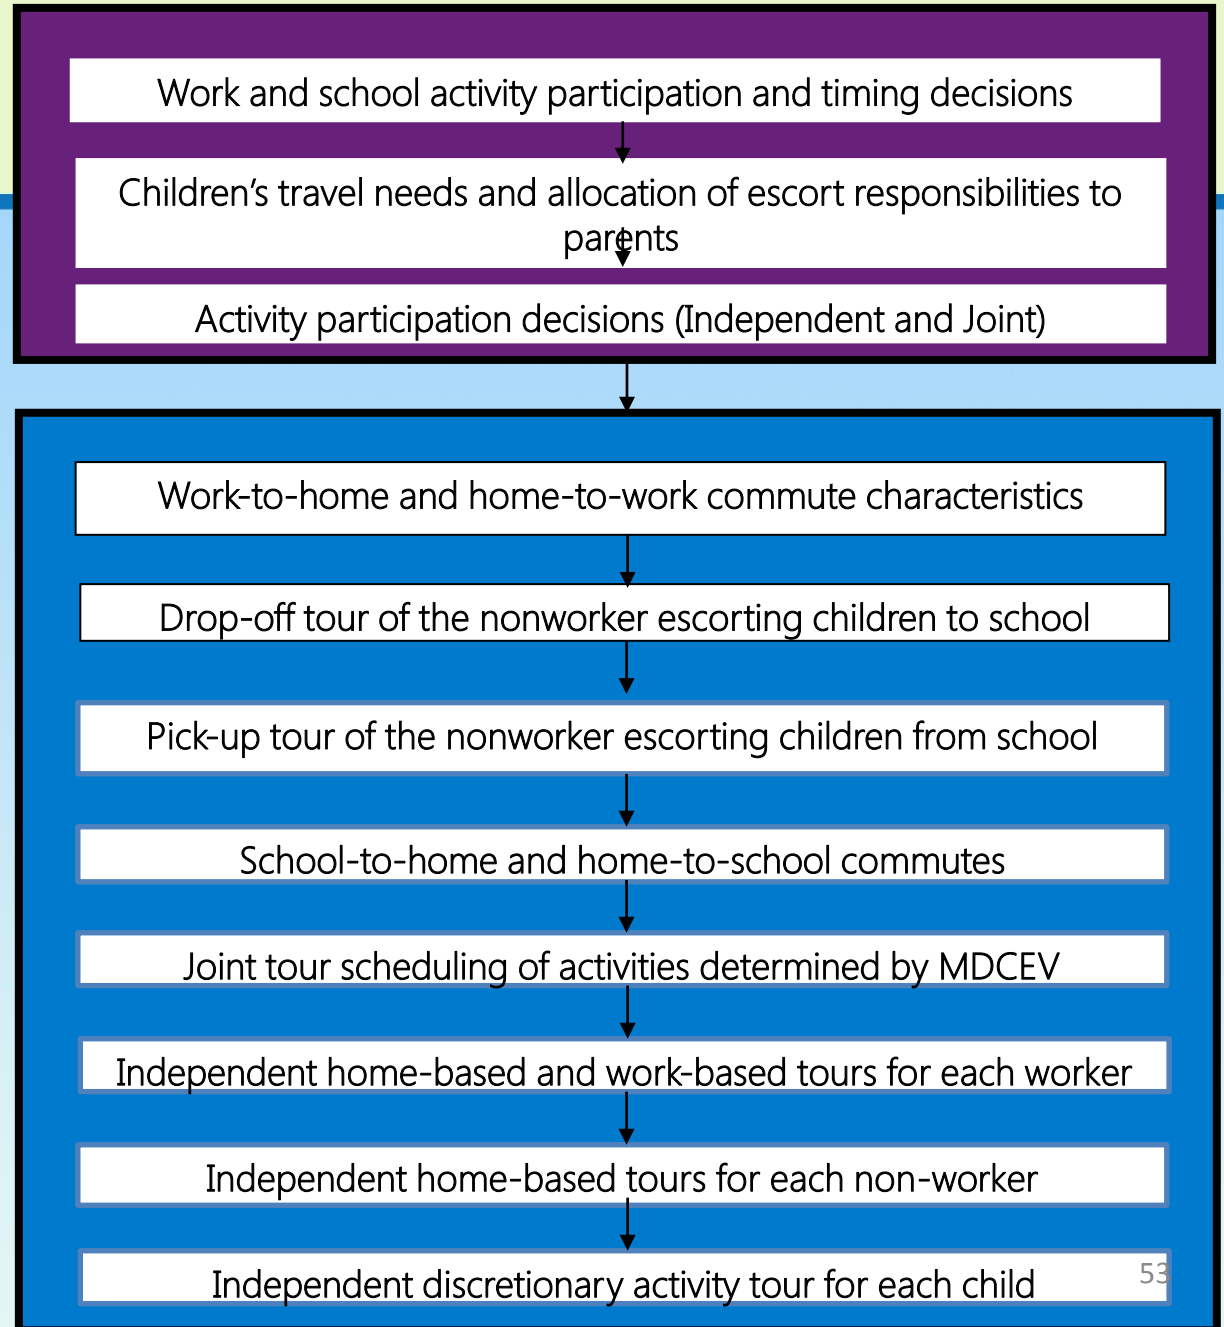 Work and school activity participation and timing decisions
Children’s travel needs and allocation of escort responsibilities to
parents
Activity participation decisions (Independent and Joint)
Work-to-home and home-to-work commute characteristics
Drop-off tour of the nonworker escorting children to school
Pick-up tour of the nonworker escorting children from school
School-to-home and home-to-school commutes
Joint tour scheduling of activities determined by MDCEV
Independent home-based and work-based tours for each worker
Independent home-based tours for each non-worker
Independent discretionary activity tour for each child
53